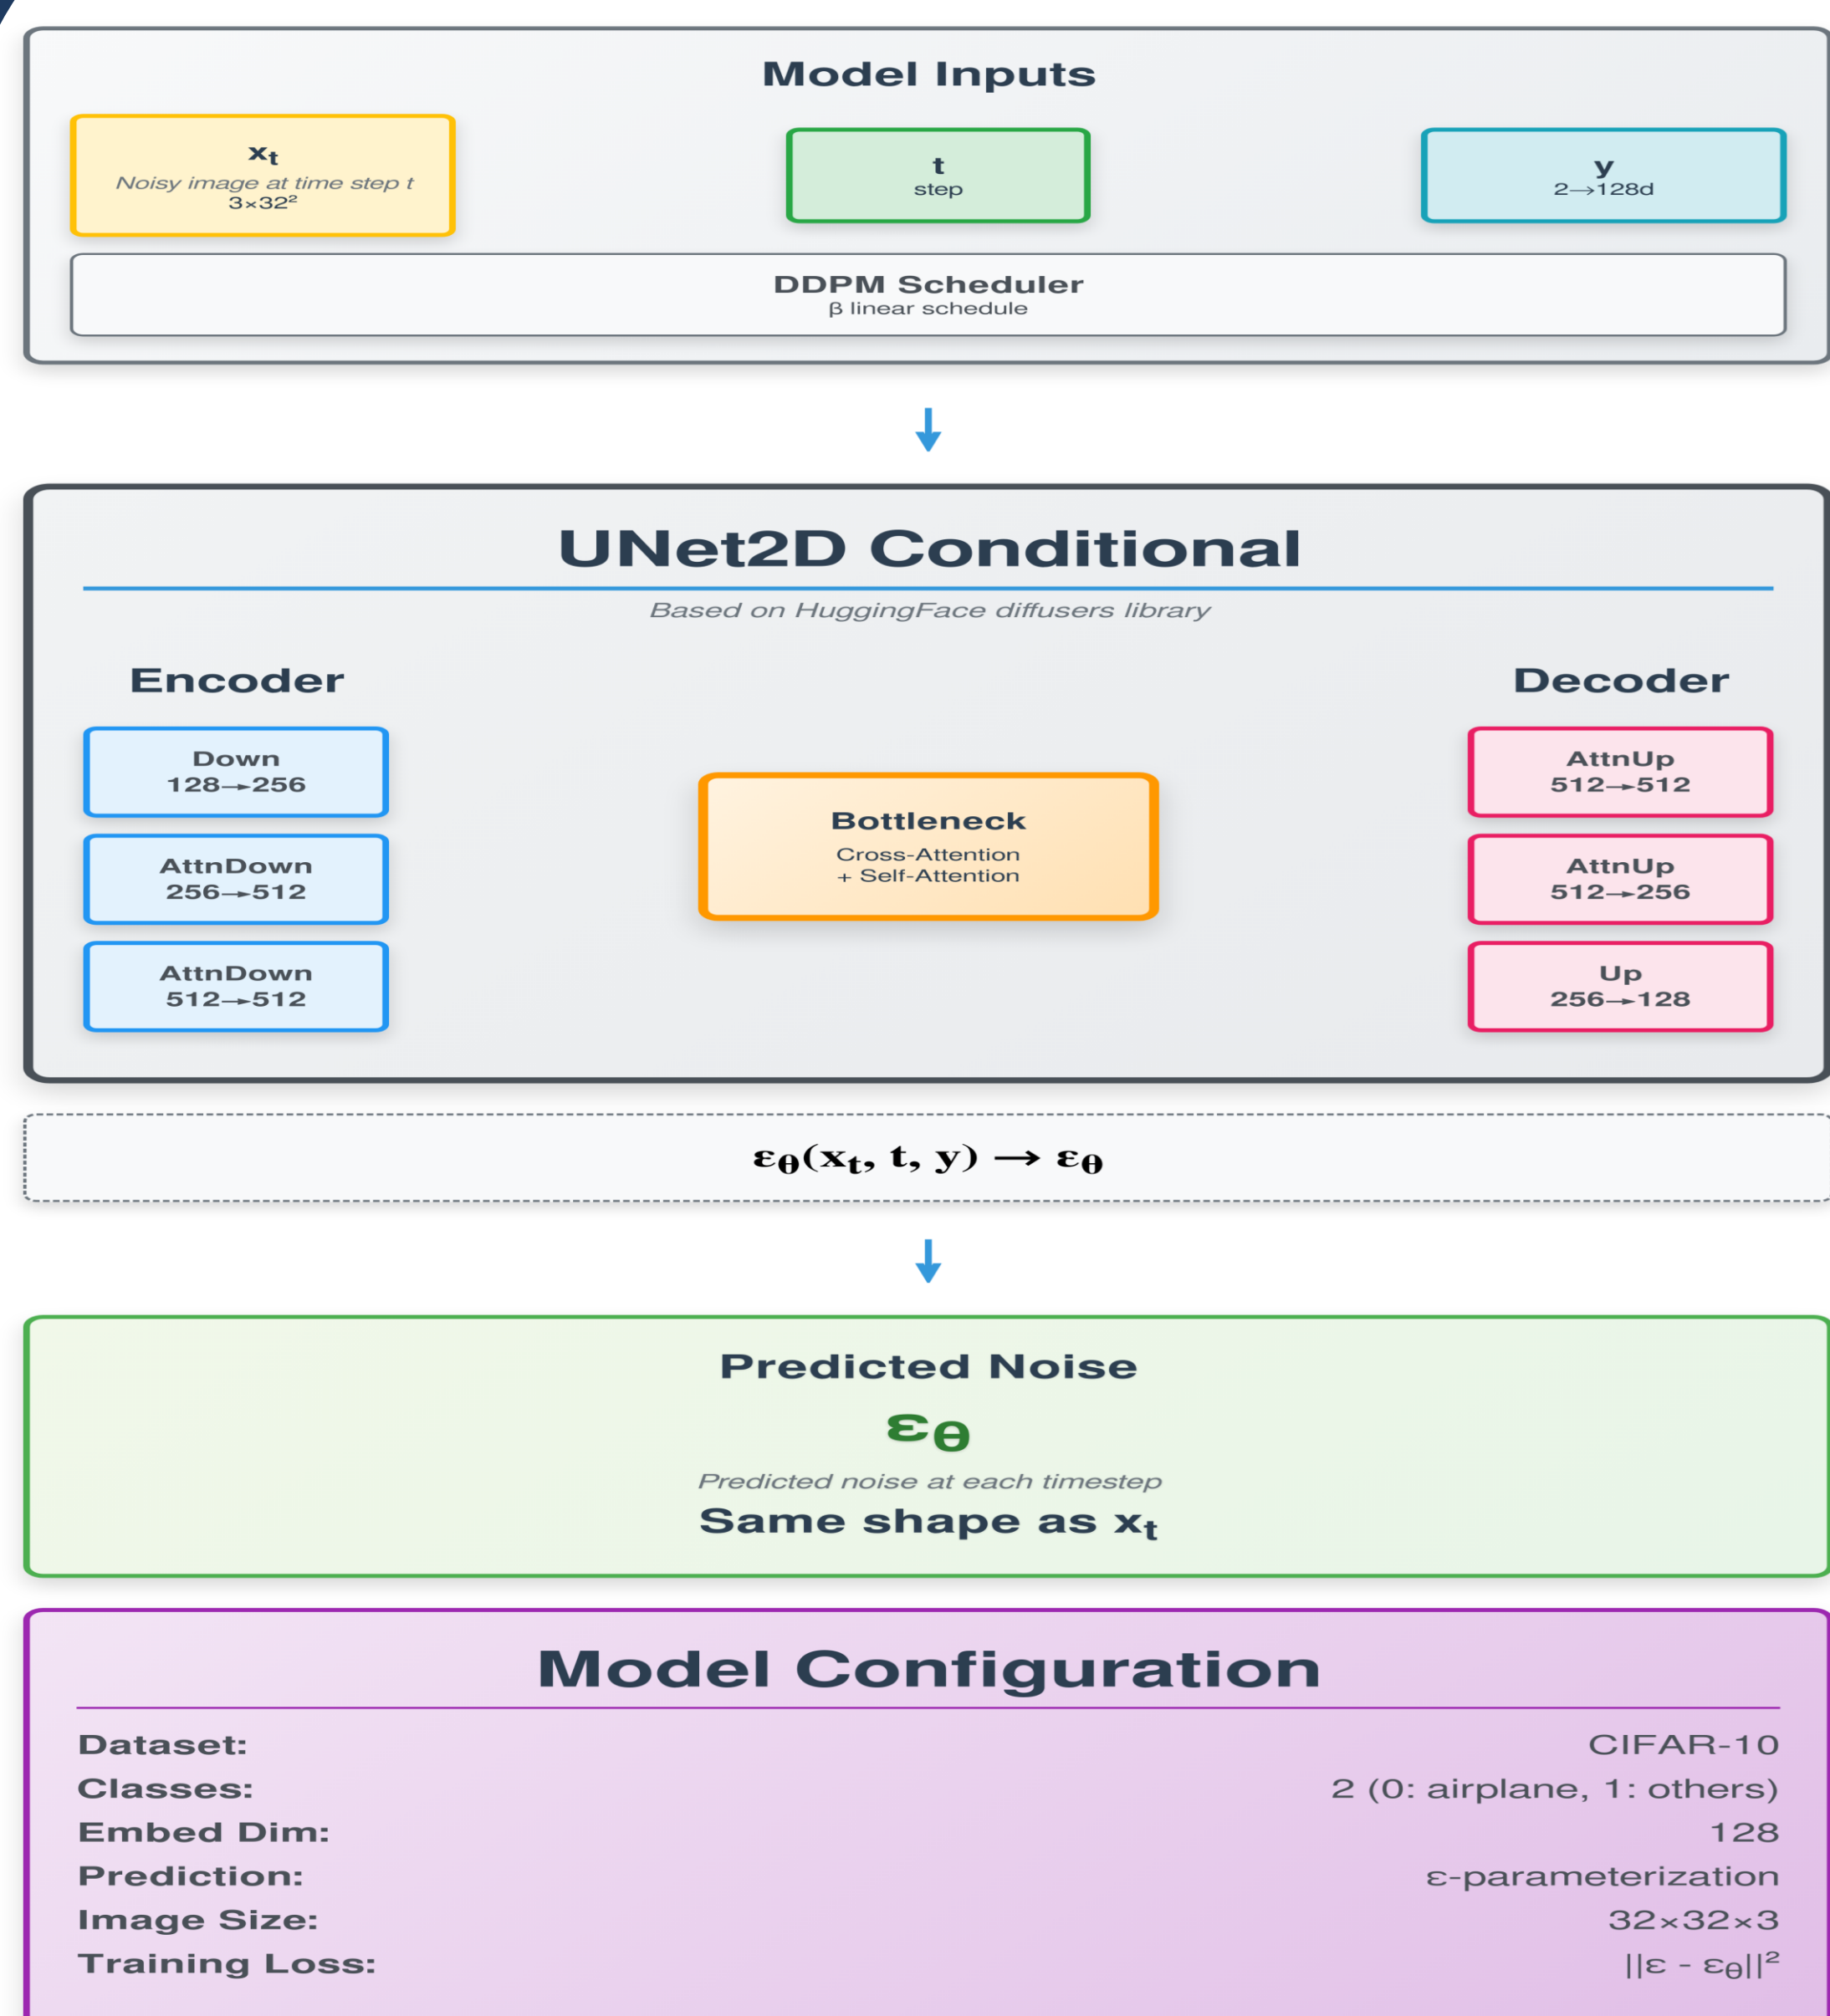 Model Inputs
xₜ
Noisy image at time step t
3×32²
t
step
y
2→128d
DDPM Scheduler
β linear schedule
UNet2D Conditional
Based on HuggingFace diffusers library
Encoder
Down
128→256
AttnDown
256→512
AttnDown
512→512
Bottleneck
Cross-Attention
+ Self-Attention
Decoder
AttnUp
512→512
AttnUp
512→256
Up
256→128
εθ(xₜ, t, y) → εθ
Predicted Noise
εθ
Predicted noise at each timestep
Same shape as xₜ
Model Configuration
Dataset: CIFAR-10
Classes: 2 (0: airplane, 1: others)
Embed Dim: 128
Prediction: ε-parameterization
Image Size: 32×32×3
Training Loss: ||ε - εθ||²